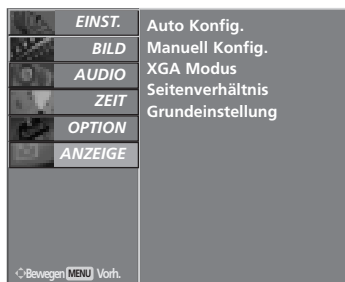 EINST.
BILD
AUDIO
ZEIT
OPTION
ANZEIGE
Auto Konfig.
Manuell Konfig.
XGA Modus
Seitenverhältnis
Grundeinstellung
Bewegen MENU Vorh.